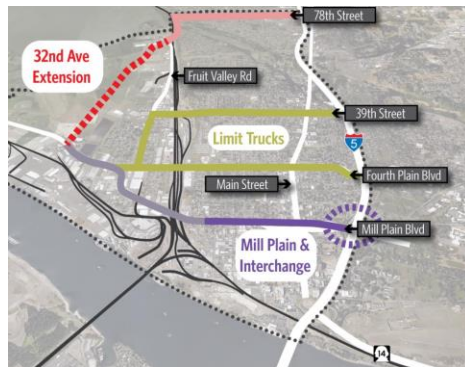 78th Street
32nd Ave
Extension
Fruit Valley Rd
39th Street
Limit Trucks
5
Fourth Plain Blvd
Main Street
Mill Plain Blvd
Mill Plain &
Interchange
14